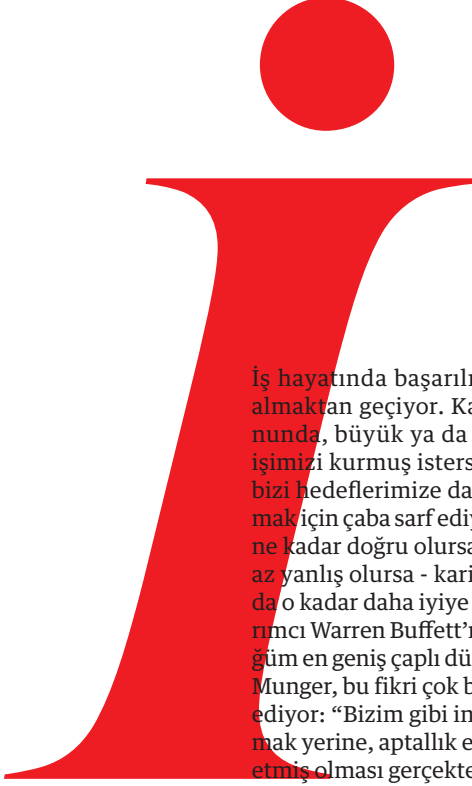 İ
İş hayatında başarılı
almaktan geçiyor. Ka
nunda, büyük ya da
işimizi kurmuş isters
bizi hedeflerimize da
mak için çaba sarf ediy
ne kadar doğru olursa
az yanlış olursa - kari
da o kadar daha iyiye
rımcı Warren Buffett’ı
ğüm en geniş çaplı dü
Munger, bu fikri çok b
ediyor: “Bizim gibi in
mak yerine, aptallık e
etmiş olması gerçekte